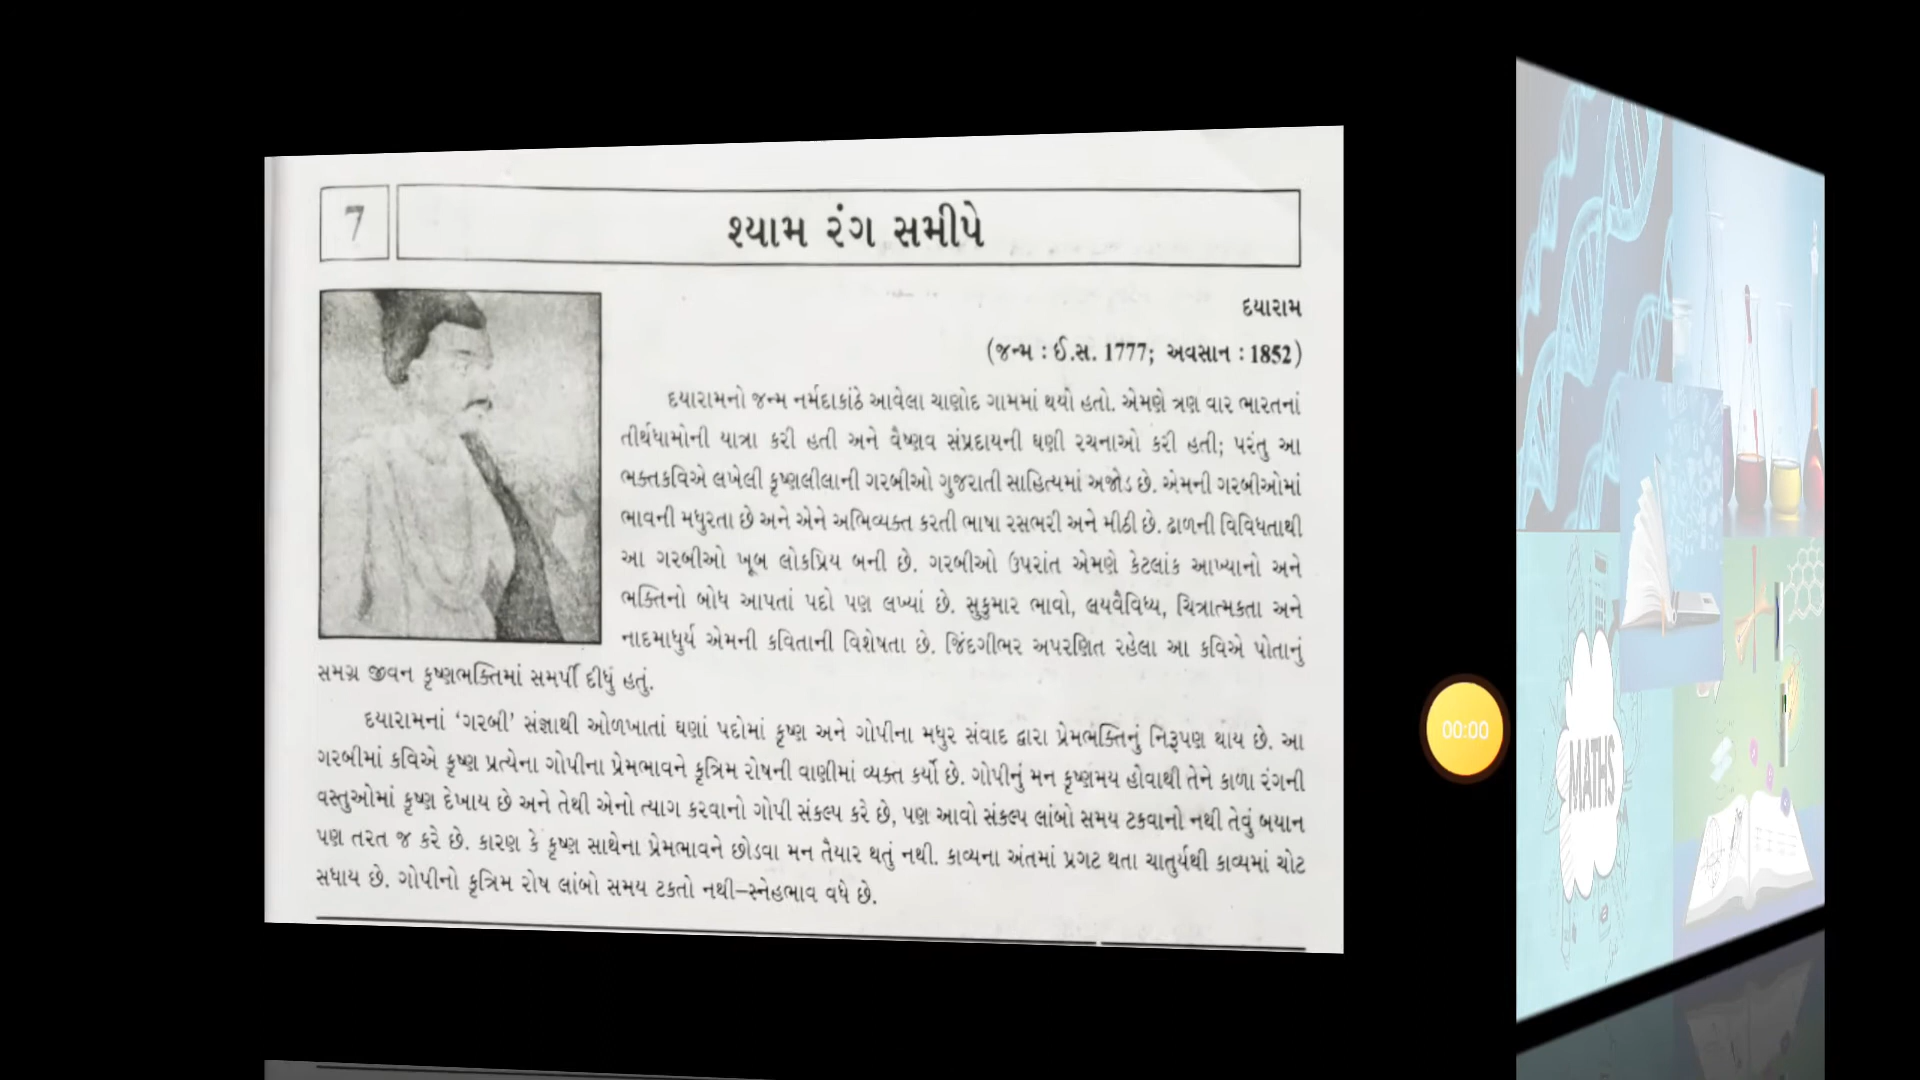 7
શ્યામ રંગ સમીપે
દયારામ
(જન્મ : ઈ.સ. 1777; અવસાન : 1852)
દયારામનો જન્મ નર્મદાકાંઠે આવેલા ચાણોદ ગામમાં થયો હતો. એમણે ત્રણ વાર ભારતનાં
તીર્થધામોની યાત્રા કરી હતી અને વૈષ્ણવ સંપ્રદાયની ઘણી રચનાઓ કરી હતી; પરંતુ આ
ભક્તકવિએ લખેલી કૃષ્ણલીલાની ગરબીઓ ગુજરાતી સાહિત્યમાં અજોડ છે. એમની ગરબીઓમાં
ભાવની મધુરતા છે અને એને અભિવ્યક્ત કરતી ભાષા રસભરી અને મીઠી છે. ઢાળની વિવિધતાથી
આ ગરબીઓ ખૂબ લોકપ્રિય બની છે. ગરબીઓ ઉપરાંત એમણે કેટલાંક આખ્યાનો અને
ભક્તિનો બોધ આપતાં પદો પણ લખ્યાં છે. સુકુમાર ભાવો, લયવૈવિધ્ય, ચિત્રાત્મકતા અને
નાદમાધુર્ય એમની કવિતાની વિશેષતા છે. જિંદગીભર અપરણિત રહેલા આ કવિએ પોતાનું
સમગ્ર જીવન કૃષ્ણભક્તિમાં સમર્પી દીધું હતું.
દયારામનાં ‘ગરબી’ સંજ્ઞાથી ઓળખાતાં ઘણાં પદોમાં કૃષ્ણ અને ગોપીના મધુર સંવાદ દ્વારા પ્રેમભક્તિનું નિરૂપણ થાય છે. આ
ગરબીમાં કવિએ કૃષ્ણ પ્રત્યેના ગોપીના પ્રેમભાવને કૃત્રિમ રોષની વાણીમાં વ્યક્ત કર્યો છે. ગોપીનું મન કૃષ્ણમય હોવાથી તેને કાળા રંગની
વસ્તુઓમાં કૃષ્ણ દેખાય છે અને તેથી એનો ત્યાગ કરવાનો ગોપી સંકલ્પ કરે છે, પણ આવો સંકલ્પ લાંબો સમય ટકવાનો નથી તેવું બયાન
પણ તરત જ કરે છે. કારણ કે કૃષ્ણ સાથેના પ્રેમભાવને છોડવા મન તૈયાર થતું નથી. કાવ્યના અંતમાં પ્રગટ થતા ચાતુર્યથી કાવ્યમાં ચોટ
સધાય છે. ગોપીનો કૃત્રિમ રોષ લાંબો સમય ટકતો નથી–સ્નેહભાવ વધે છે.
00:00
MATHS